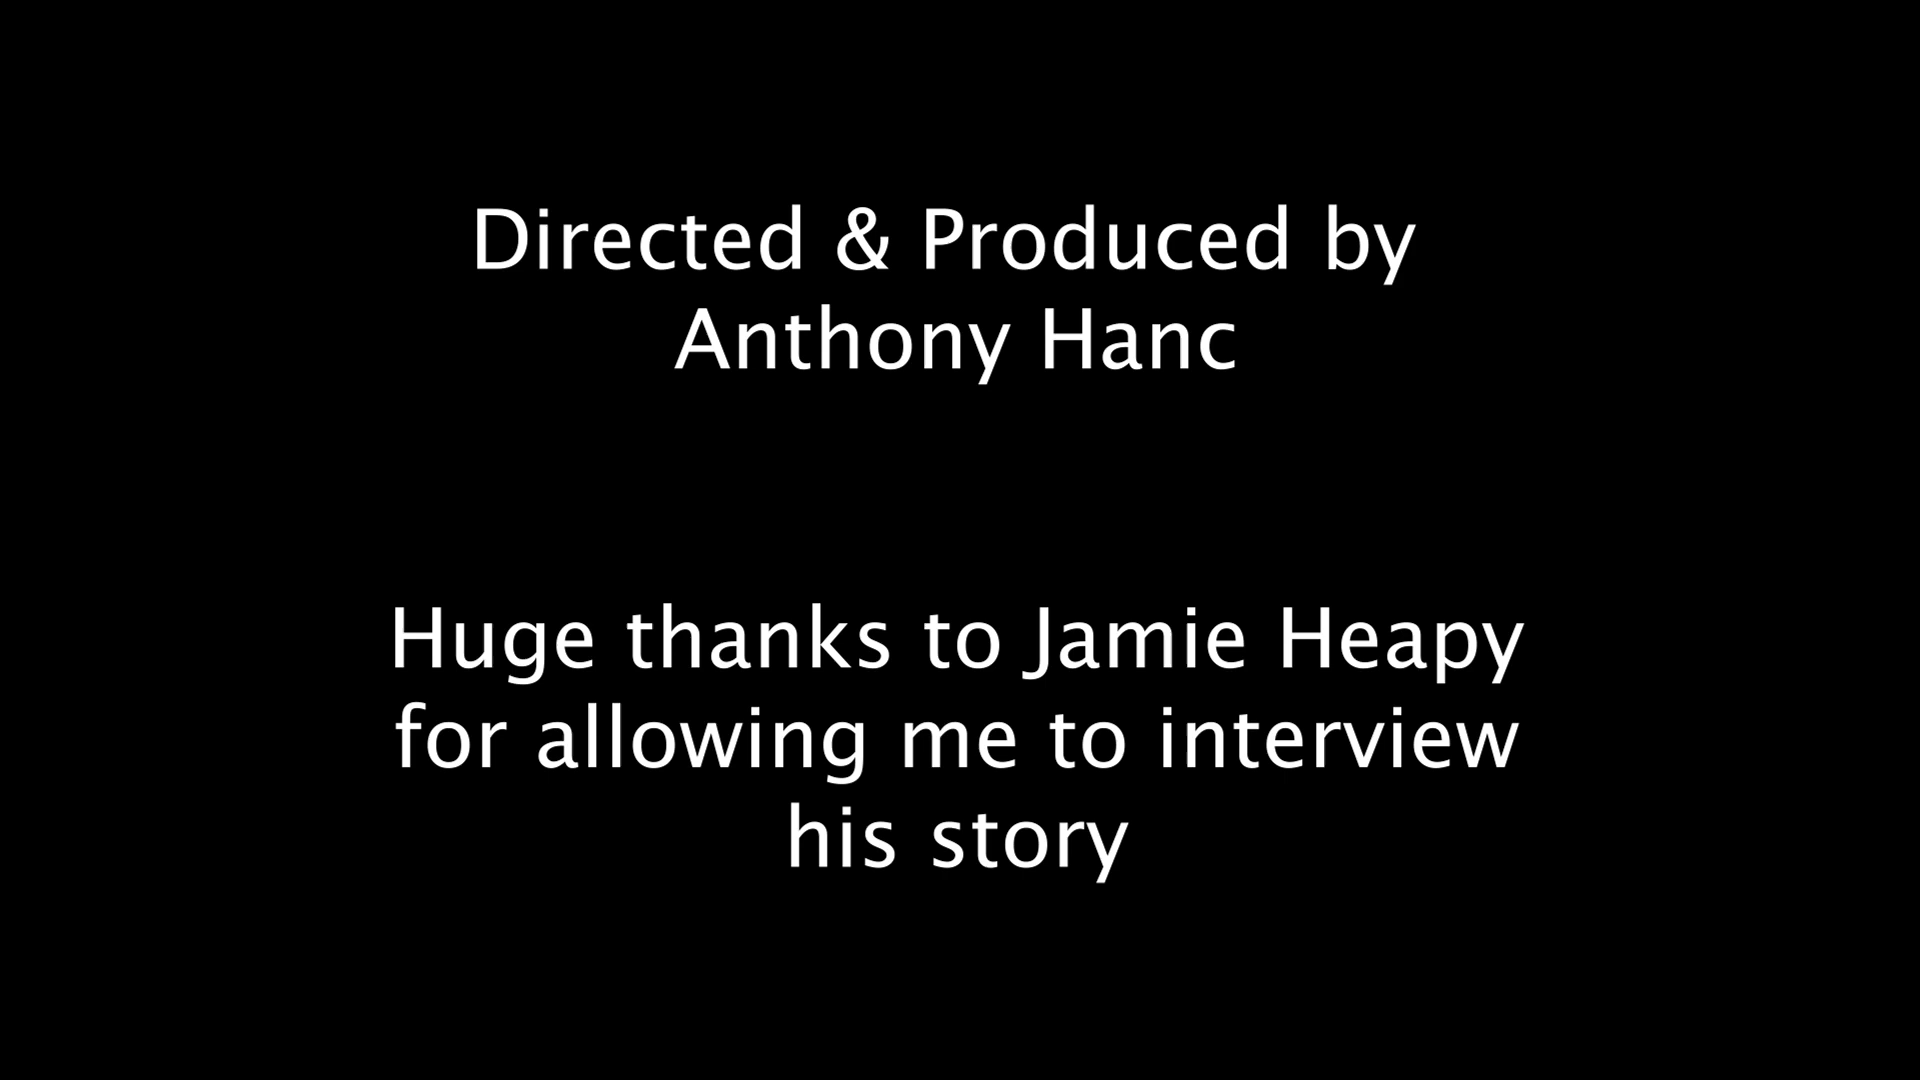 Directed & Produced by
Anthony Hanc
Huge thanks to Jamie Heapy
for allowing me to interview
his story